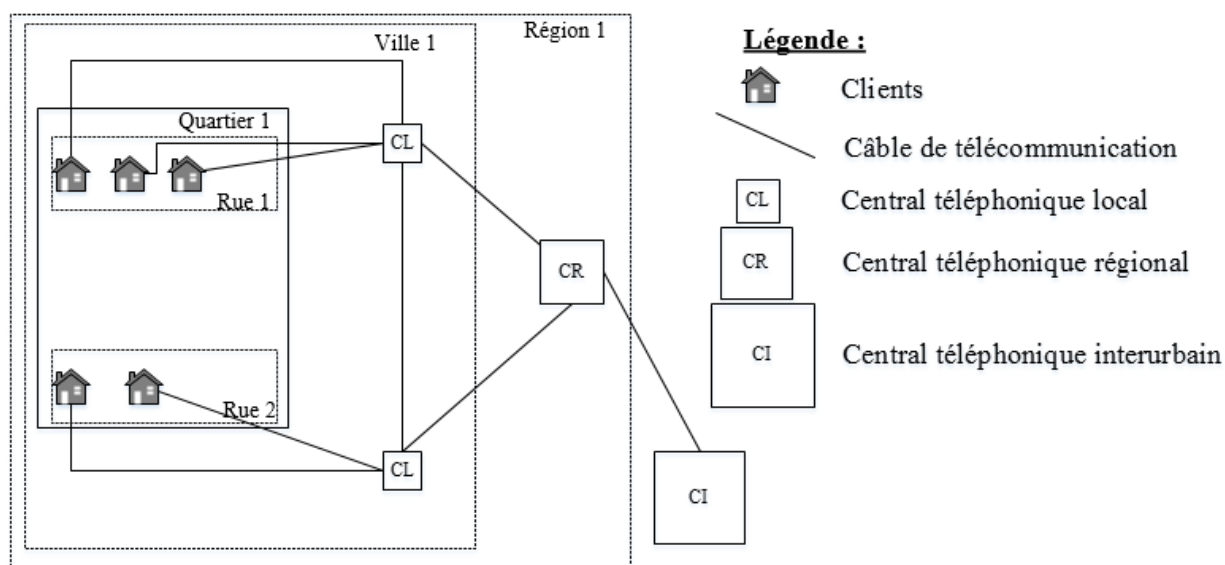 Région 1
Ville 1
Quartier 1
CL
Rue 1
CR
Rue 2
CL
CI
Légende :
Clients
Câble de télécommunication
CL
Central téléphonique local
CR
Central téléphonique régional
CI
Central téléphonique interurbain